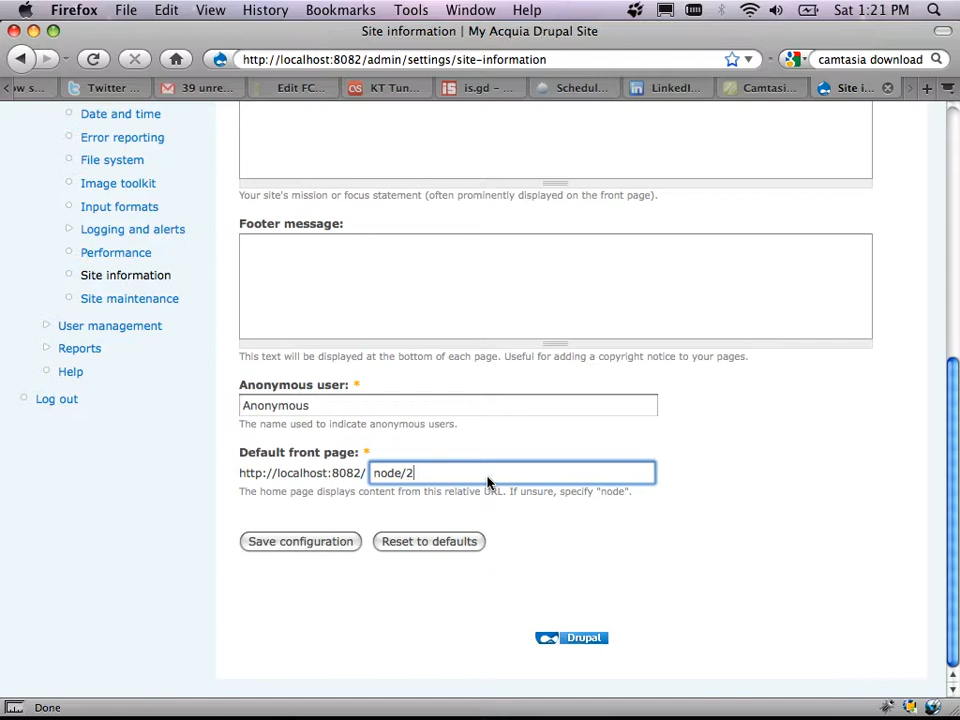 Firefox File Edit View History Bookmarks Tools Window Help Sat 1:21 PM
Site information | My Acquia Drupal Site
http://localhost:8082/admin/settings/site-information camtasia download
ow s... Twitter ... 39 unre... Edit FC... KT Tun... is.gd - ... Schedul... LinkedI... Camtasi... Site i...
Date and time
Error reporting
File system
Image toolkit
Input formats
Logging and alerts
Performance
Site information
Site maintenance
User management
Reports
Help
Log out
Your site's mission or focus statement (often prominently displayed on the front page).
Footer message:
This text will be displayed at the bottom of each page. Useful for adding a copyright notice to your pages.
Anonymous user: *
Anonymous
The name used to indicate anonymous users.
Default front page: *
http://localhost:8082/ node/2
The home page displays content from this relative URL. If unsure, specify "node".
Save configuration Reset to defaults
Drupal
Done